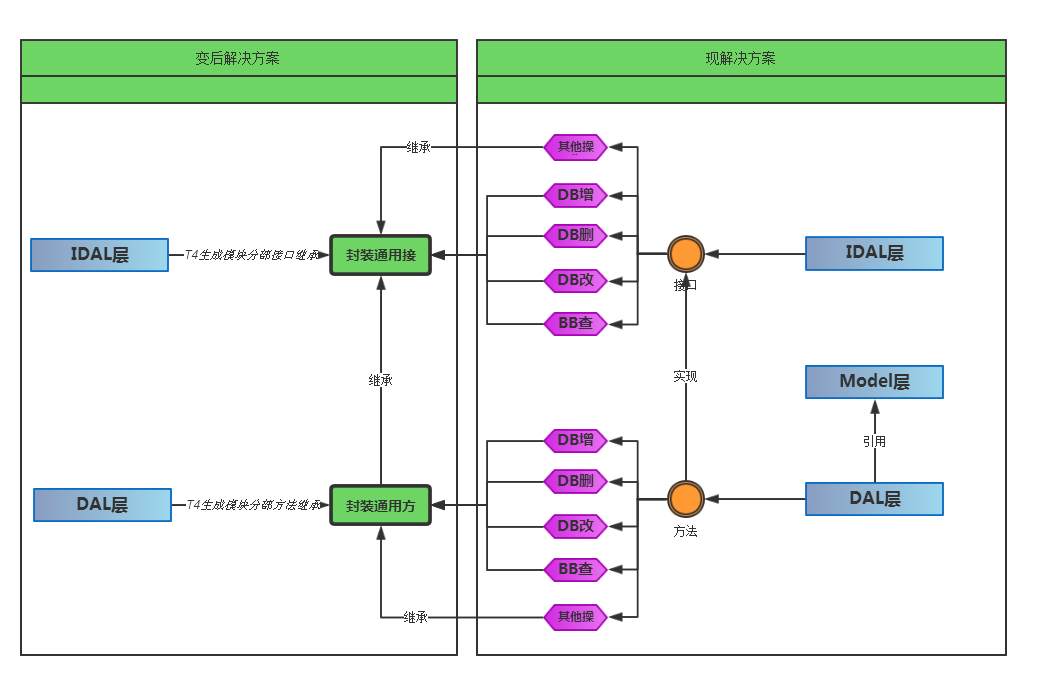 变后解决方案
现解决方案
继承
其他操
DB增
DB删
IDAL层
T4生成模块分部接口继承
封装通用接
接口
IDAL层
DB改
BB查
继承
实现
Model层
引用
DB增
DB删
DAL层
T4生成模块分部方法继承
封装通用方
方法
DAL层
DB改
BB查
继承
其他操